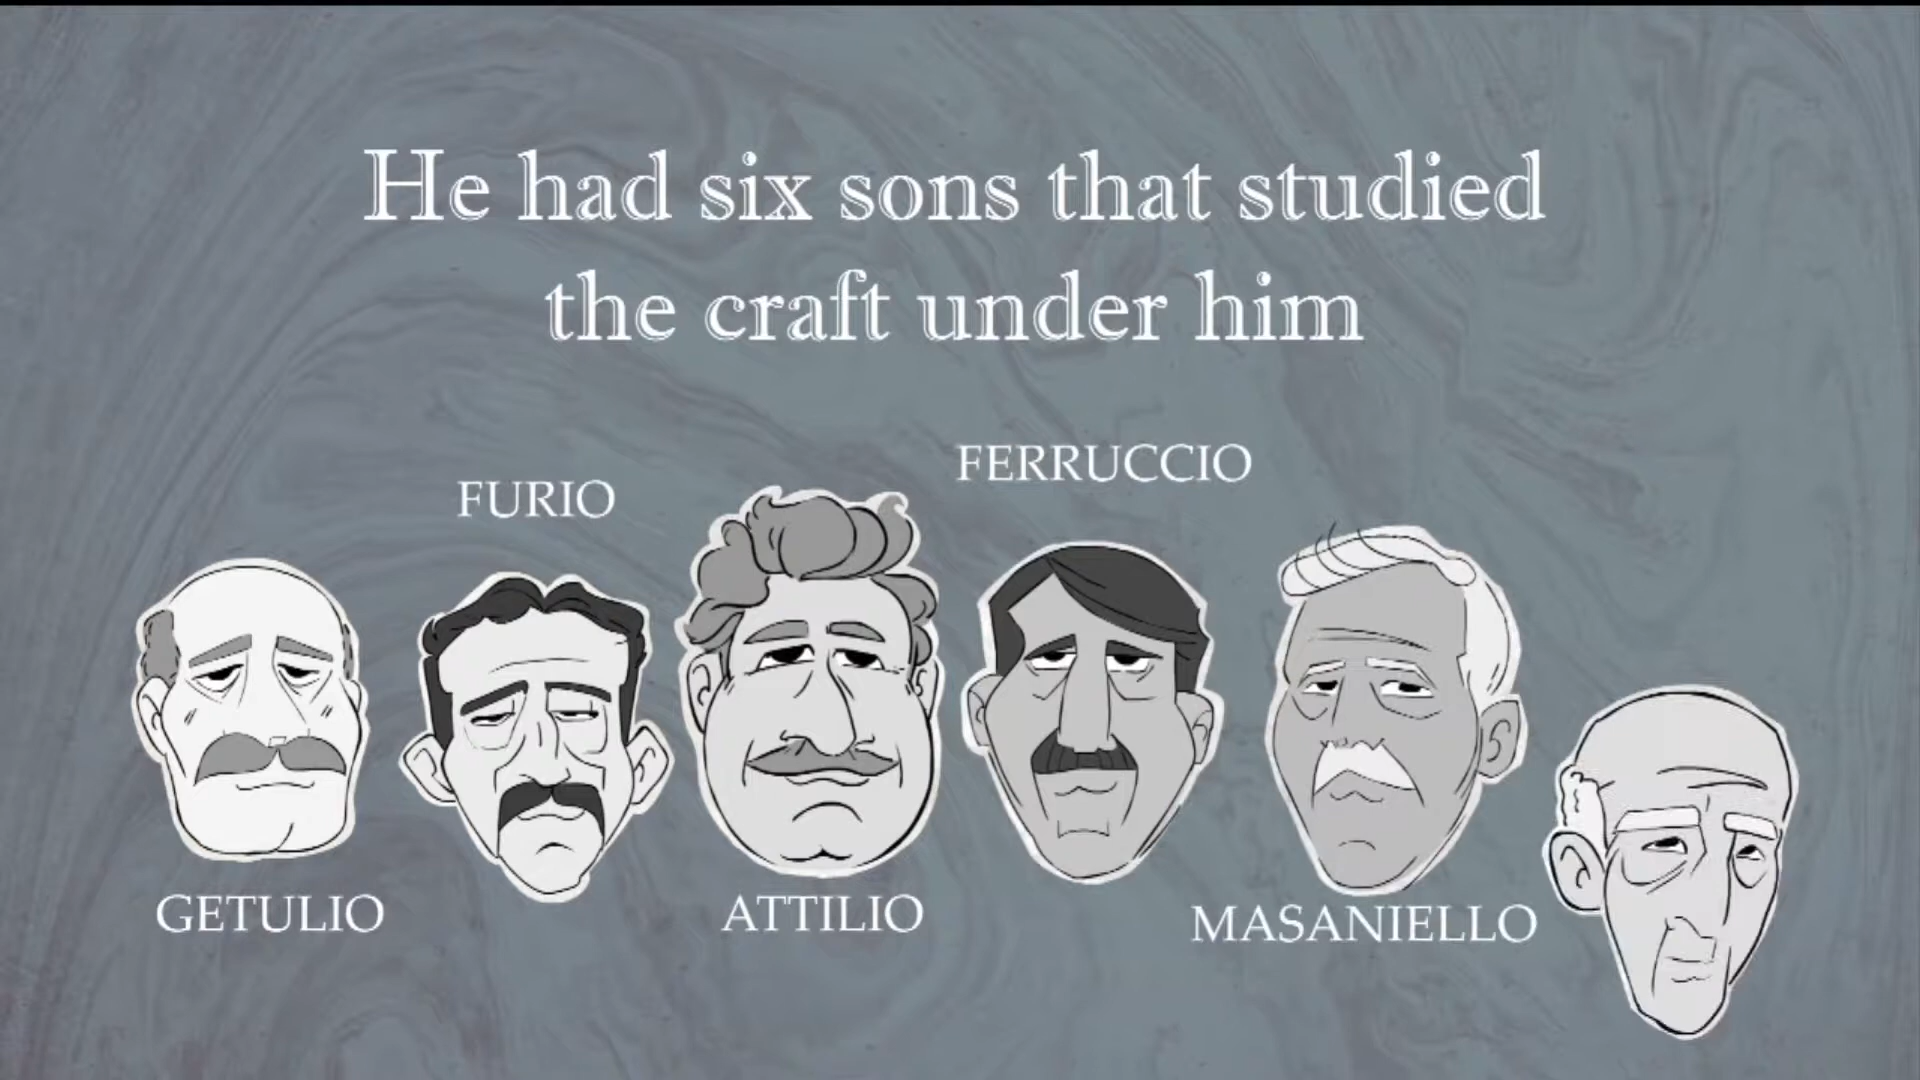 He had six sons that studied
the craft under him
FERRUCCIO
FURIO
GETULIO
ATTILIO
MASANIELLO